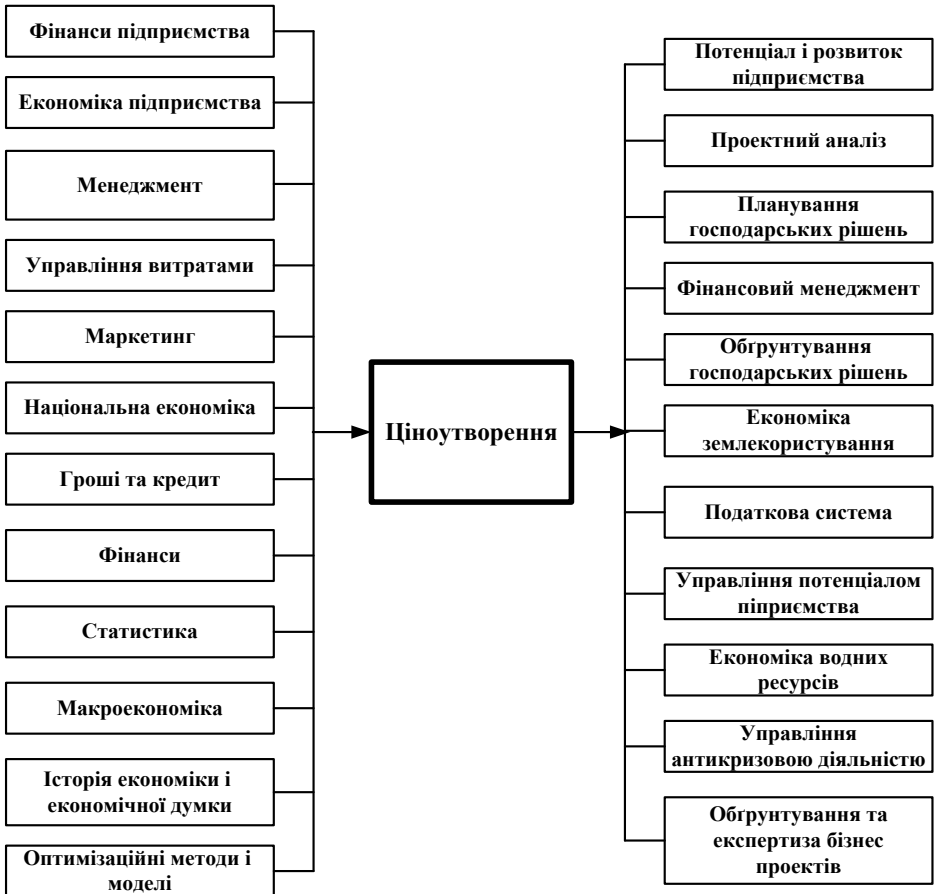 Фінанси підприємства
Економіка підприємства
Менеджмент
Управління витратами
Маркетинг
Національна економіка
Гроші та кредит
Фінанси
Статистика
Макроекономіка
Історія економіки і
економічної думки
Оптимізаційні методи і
моделі
Ціноутворення
Потенціал і розвиток
підприємства
Проектний аналіз
Планування
господарських рішень
Фінансовий менеджмент
Обґрунтування
господарських рішень
Економіка
землекористування
Податкова система
Управління потенціалом
піприємства
Економіка водних
ресурсів
Управління
антикризовою діяльністю
Обґрунтування та
експертиза бізнес
проектів